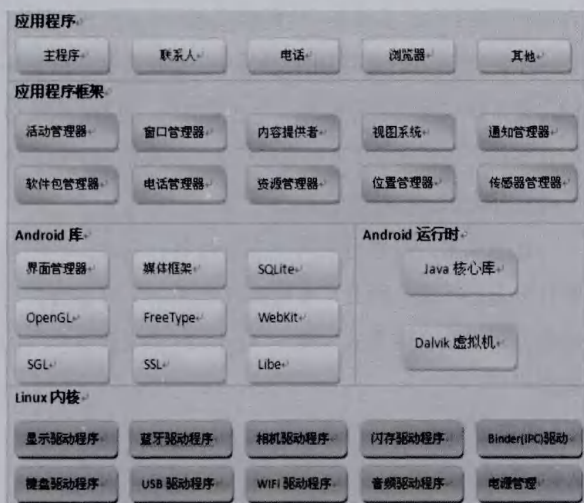 应用程序
主程序 联系人 电话 浏览器 其他
应用程序框架
活动管理器 窗口管理器 内容提供者 视图系统 通知管理器
软件包管理器 电话管理器 资源管理器 位置管理器 传感器管理器
Android 库 Android 运行时
界面管理器 媒体框架 SQLite Java 核心库
OpenGL FreeType WebKit
Dalvik 虚拟机
SGL SSL Libe
Linux 内核
显示驱动程序 蓝牙驱动程序 相机驱动程序 闪存驱动程序 Binder(IPC)驱动
键盘驱动程序 USB 驱动程序 WIFI 驱动程序 音频驱动程序 电源管理